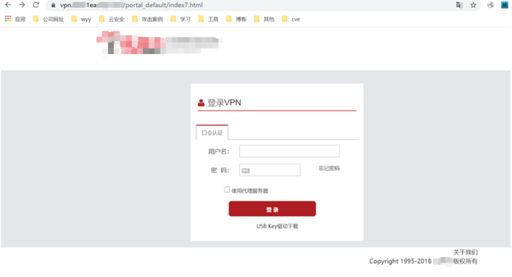 vpn.
1ea
/portal_default/index7.html
应用 公司网址 wyy 云安全 攻击案例 学习 工具 博客 其他 cve
登录VPN
口令认证
用户名:
密 码: 忘记密码
使用代理服务器
登 录
USB Key驱动下载
关于我们
Copyright 1995-2018 版权所有